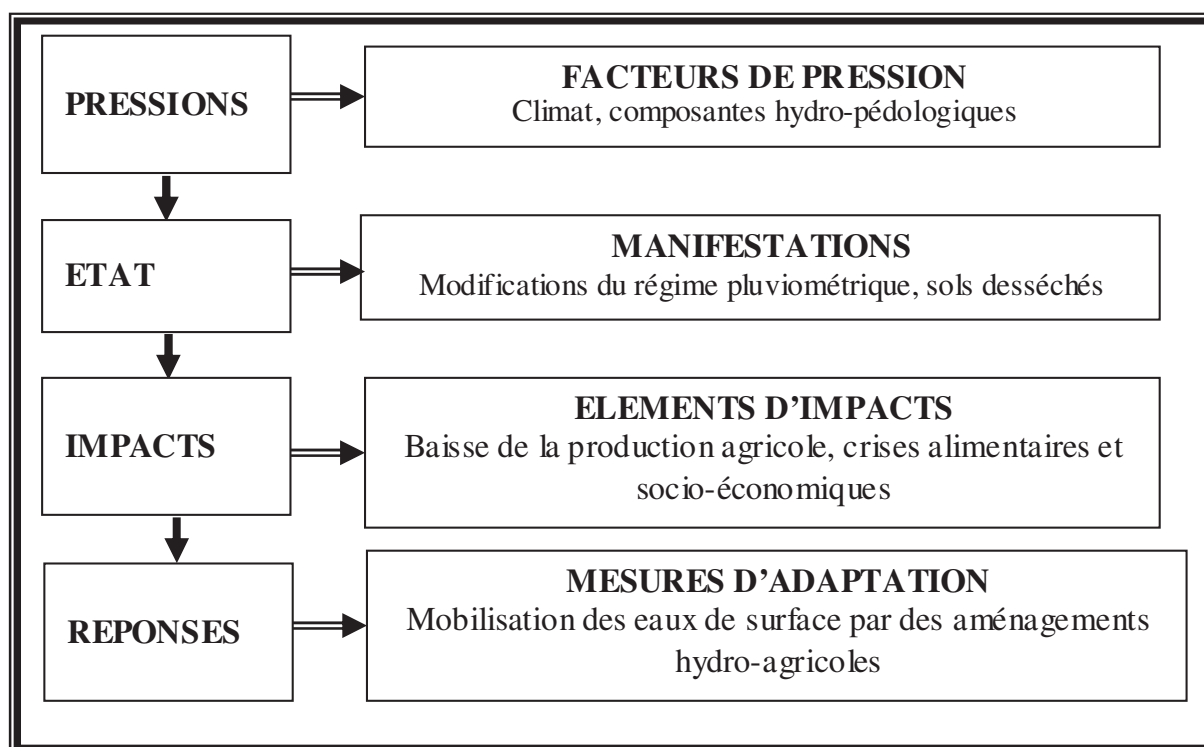 PRESSIONS
FACTEURS DE PRESSION
Climat, composantes hydro-pédologiques
ETAT
MANIFESTATIONS
Modifications du régime pluviométrique, sols desséchés
IMPACTS
ELEMENTS D’IMPACTS
Baisse de la production agricole, crises alimentaires et
socio-économiques
REPONSES
MESURES D’ADAPTATION
Mobilisation des eaux de surface par des aménagements
hydro-agricoles